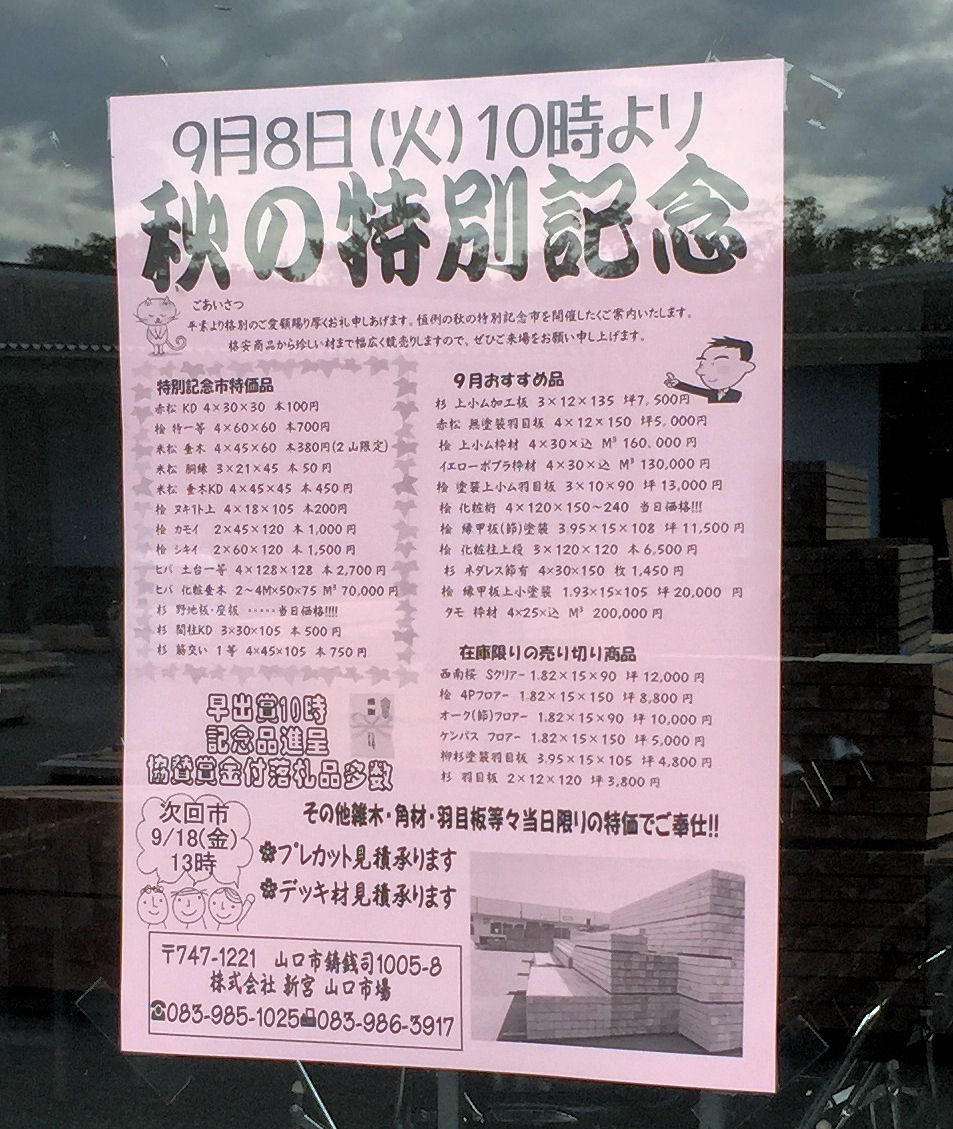 9月8日(火)10時より
秋の特別記念
ごあいさつ
平素より格別のご愛顧賜り厚くお礼申しあげます。恒例の秋の特別記念市を開催したくご案内いたします。
格安商品から珍しい材まで幅広く競売りしますので、ぜひご来場をお願い申し上げます。
特別記念市特価品
赤松 KD 4×30×30 本100円
桧 特一等 4×60×60 本700円
米松 垂木 4×45×60 本380円(2山限定)
米松 胴縁 3×21×45 本50円
米松 垂木KD 4×45×45 本450円
桧 ヌキ1ト上 4×18×105 本200円
桧 カモイ 2×45×120 本1,000円
桧 シキイ 2×60×120 本1,500円
ヒバ 土台一等 4×128×128 本2,700円
ヒバ 化粧垂木 2~4M×50×75 M³ 70,000円
杉 野地板・座板 ・・・・・当日価格!!!!
杉 間柱KD 3×30×105 本500円
杉 筋交い 1等 4×45×105 本750円
9月おすすめ品
杉 上小ム加工板 3×12×135 坪7,500円
赤松 無塗装羽目板 4×12×150 坪5,000円
桧 上小ム枠材 4×30×込 M³ 160,000円
イエローポプラ枠材 4×30×込 M³ 130,000円
桧 塗装上小ム羽目板 3×10×90 坪13,000円
桧 化粧桁 4×120×150~240 当日価格!!!
桧 縁甲板(節)塗装 3.95×15×108 坪11,500円
桧 化粧柱上役 3×120×120 本6,500円
杉 ネダレス節有 4×30×150 枚1,450円
桧 縁甲板上小塗装 1.93×15×105 坪20,000 円
タモ 枠材 4×25×込 M³ 200,000円
在庫限りの売り切り商品
西南桜 Sクリアー 1.82×15×90 坪12,000円
桧 4Pフロアー 1.82×15×150 坪8,800円
オーク(節)フロアー 1.82×15×90 坪10,000円
ケンパス フロアー 1.82×15×150 坪5,000円
柳杉塗装羽目板 3.95×15×105 坪4,800円
杉 羽目板 2×12×120 坪3,800円
早出賞10時
記念品進呈
協賛賞金付落札品多数
感謝
その他雑木・角材・羽目板等々当日限りの特価でご奉仕!!
次回市
9/18(金)
13時
プレカット見積承ります
デッキ材見積承ります
〒747-1221 山口市鋳銭司1005-8
株式会社 新宮 山口市場
☎083-985-1025 083-986-3917